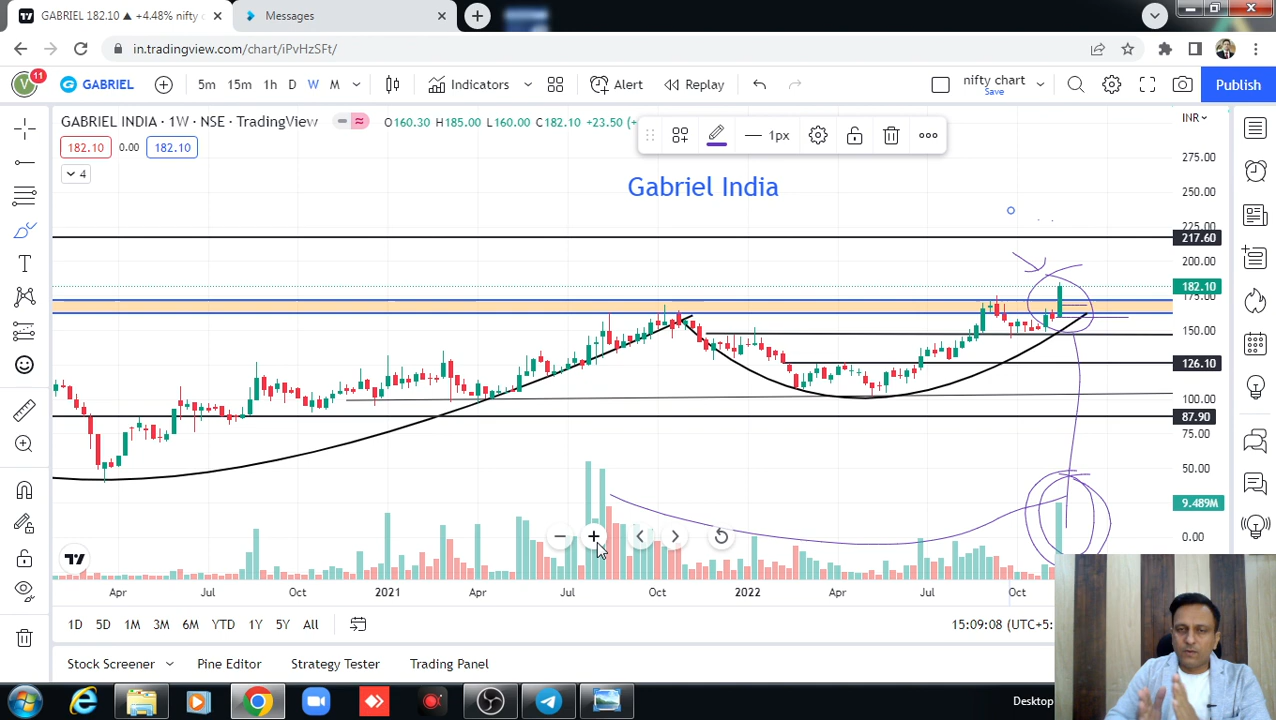 GABRIEL 182.10 ▲ +4.48% nifty c
Messages
in.tradingview.com/chart/iPvHzSFt/
V 11 GABRIEL 5m 15m 1h D W M Indicators Alert Replay nifty chart Save Publish
GABRIEL INDIA · 1W · NSE · TradingView O160.30 H185.00 L160.00 C182.10 +23.50 (+
1px
INR
182.10 0.00 182.10
4
Gabriel India
275.00
250.00
225.00
217.60
200.00
182.10
175.00
150.00
126.10
100.00
87.90
75.00
50.00
9.489M
0.00
Apr Jul Oct 2021 Apr Jul Oct 2022 Apr Jul Oct
1D 5D 1M 3M 6M YTD 1Y 5Y All 15:09:08 (UTC+5:
Stock Screener Pine Editor Strategy Tester Trading Panel
Desktop